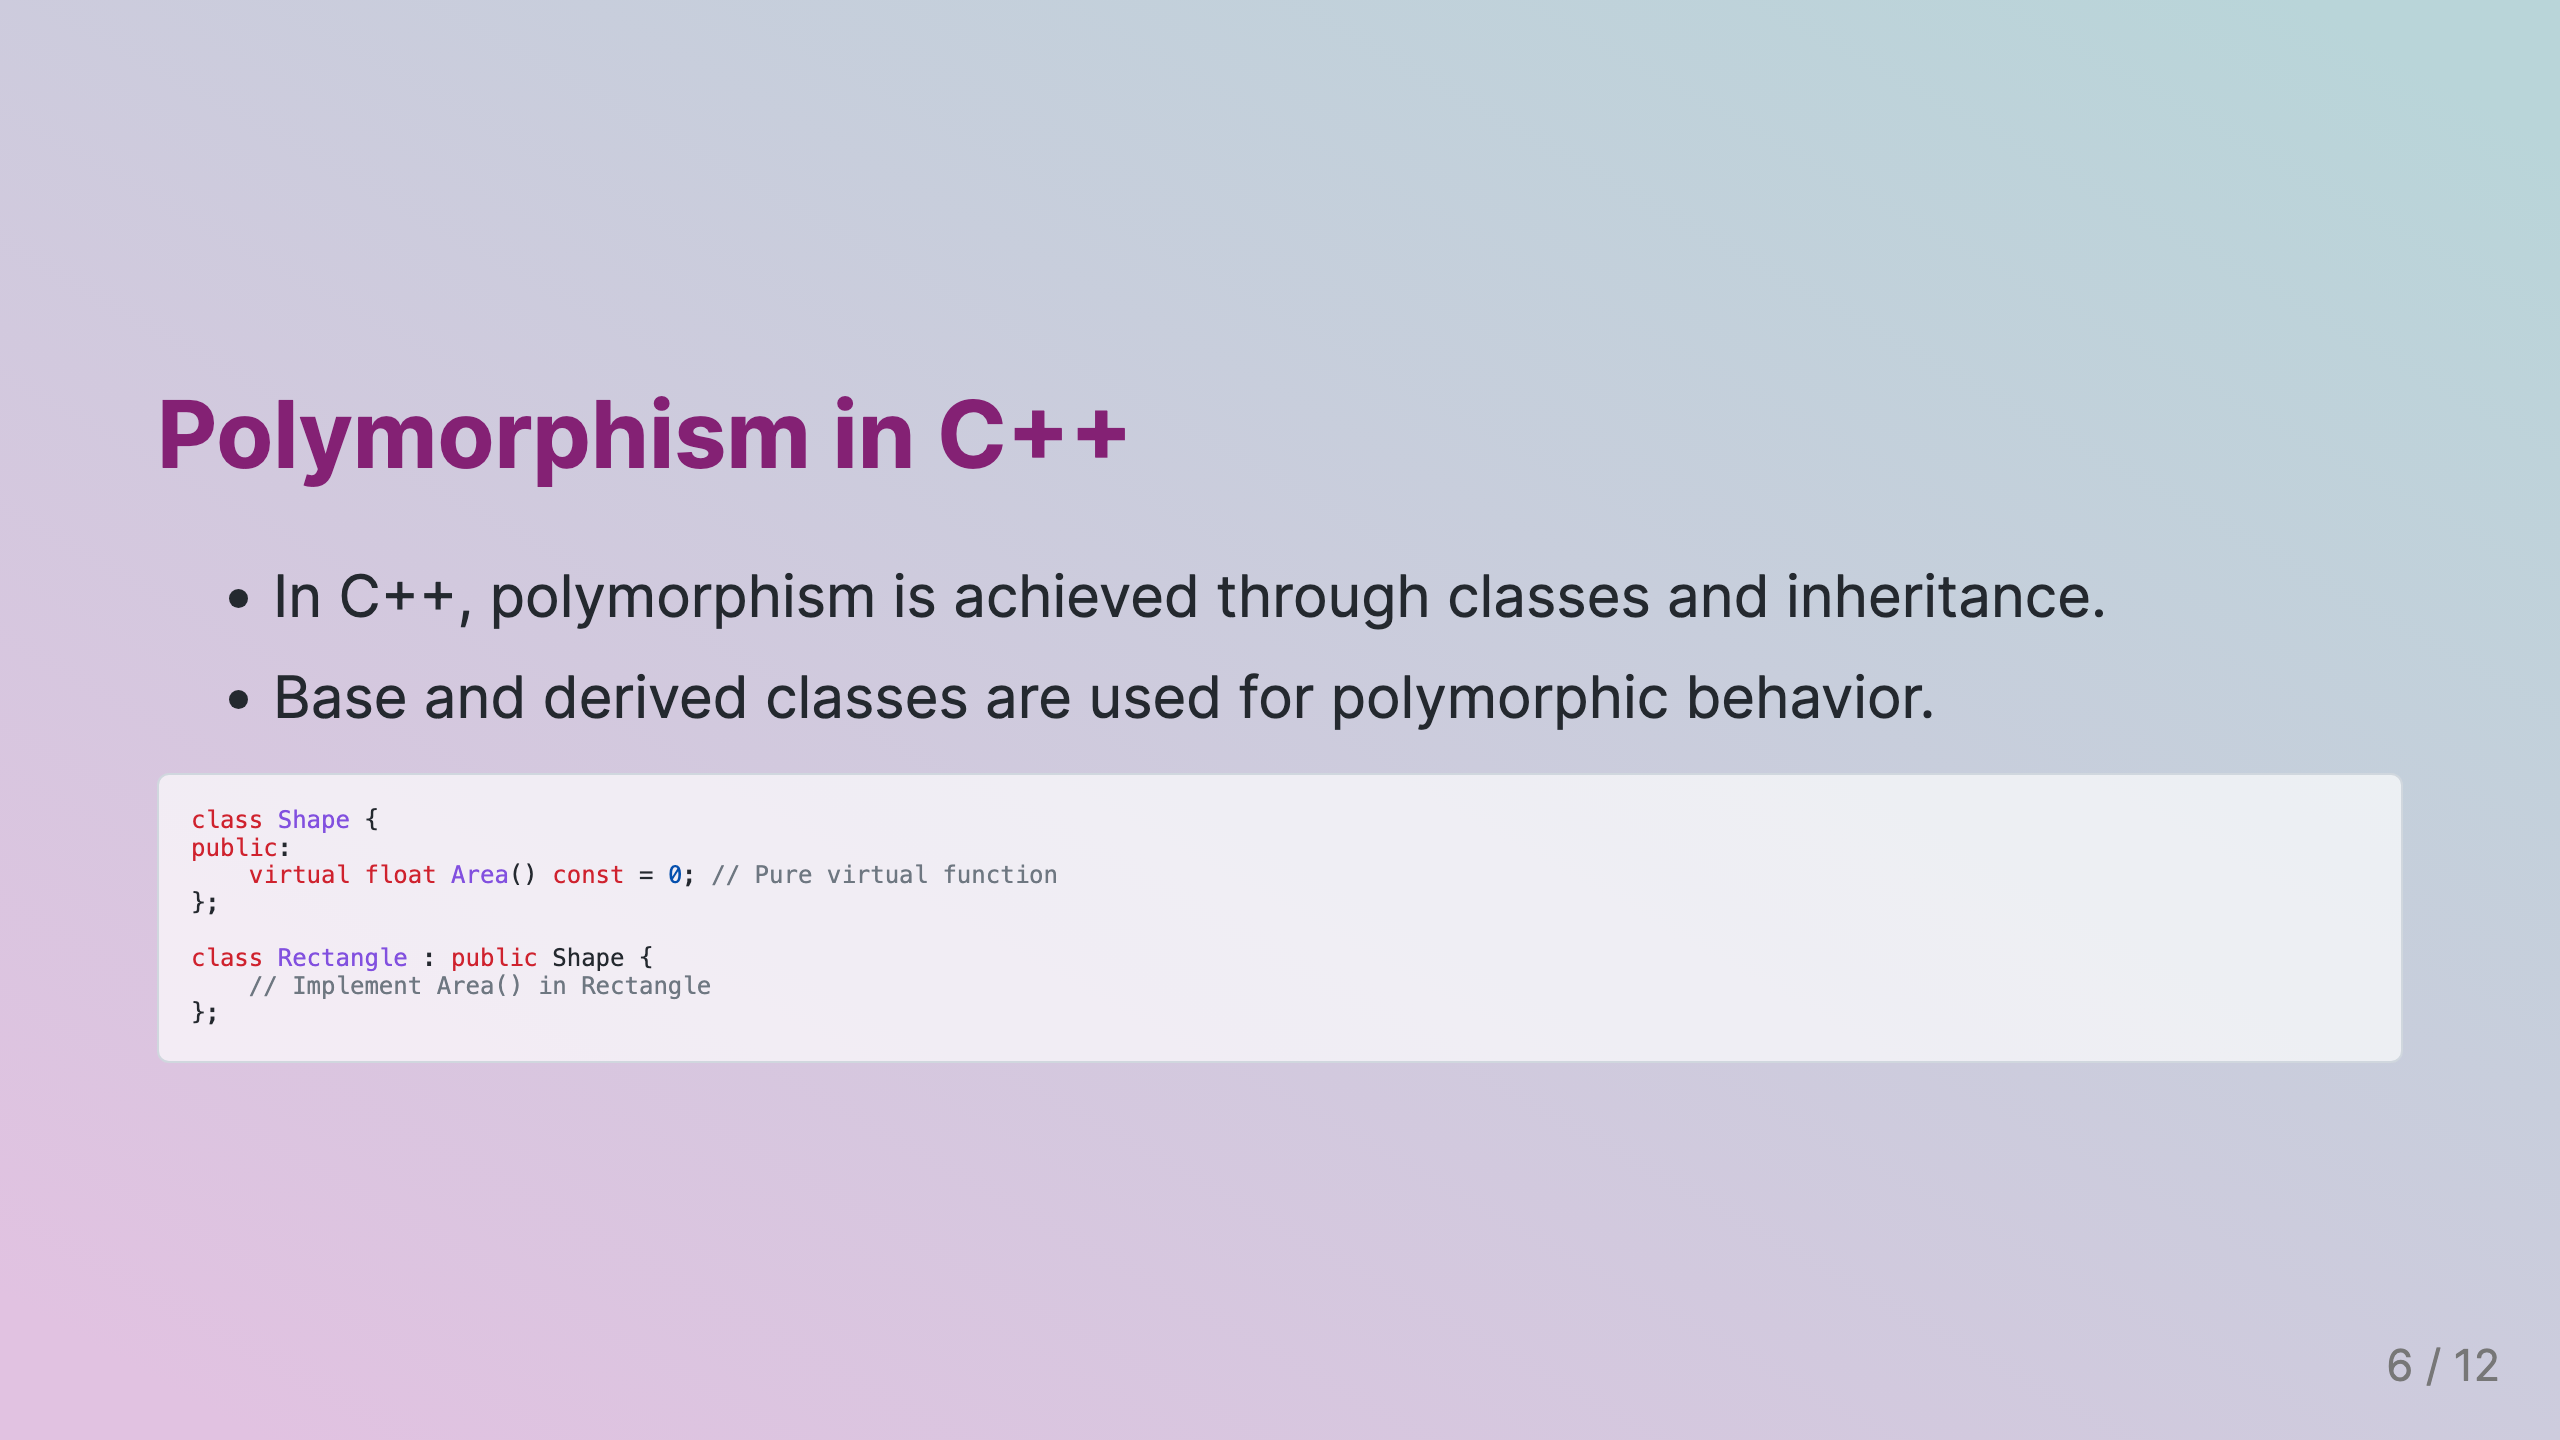 Polymorphism in C++
• In C++, polymorphism is achieved through classes and inheritance.
• Base and derived classes are used for polymorphic behavior.
class Shape {
public:
    virtual float Area() const = 0; // Pure virtual function
};

class Rectangle : public Shape {
    // Implement Area() in Rectangle
};
6 / 12